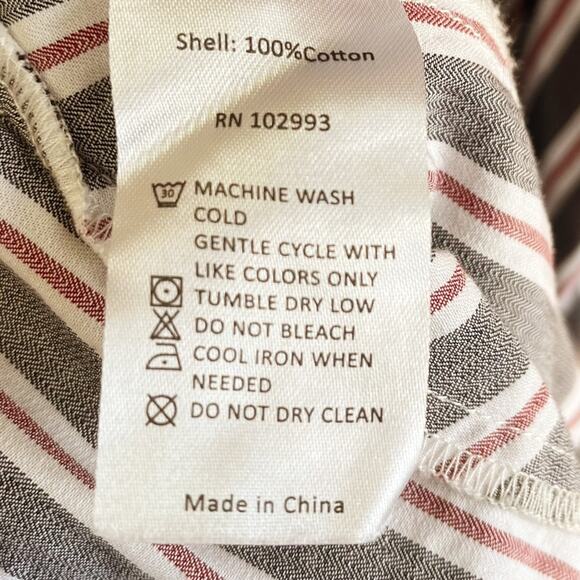 Shell: 100%Cotton
RN 102993
30 MACHINE WASH
COLD
GENTLE CYCLE WITH
LIKE COLORS ONLY
TUMBLE DRY LOW
DO NOT BLEACH
COOL IRON WHEN
NEEDED
DO NOT DRY CLEAN
Made in China